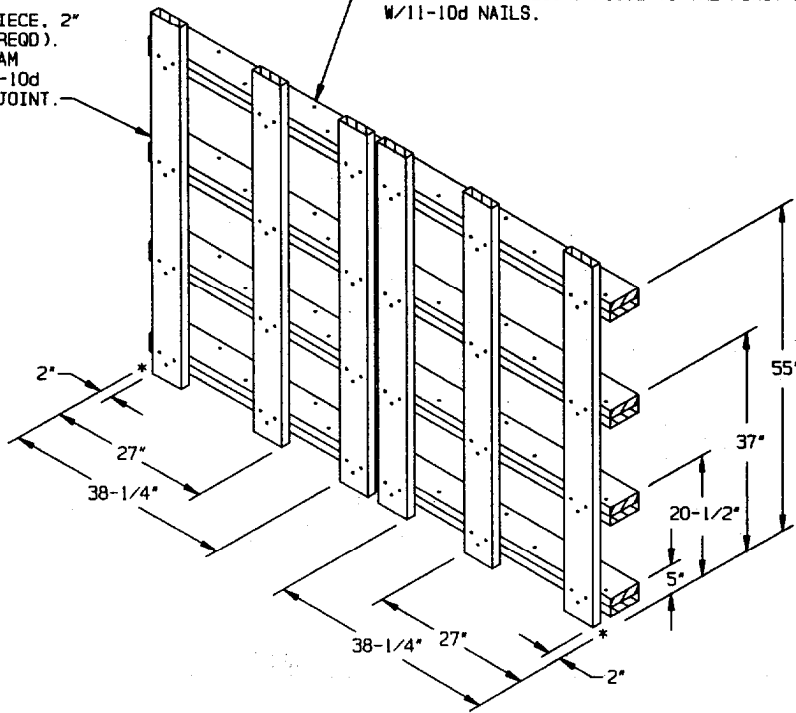 IECE, 2"
REQD).
AM
-10d
JOINT.
W/11-10d NAILS.
2"
*
27"
38-1/4"
55"
37"
20-1/2"
5"
38-1/4"
27"
*
2"